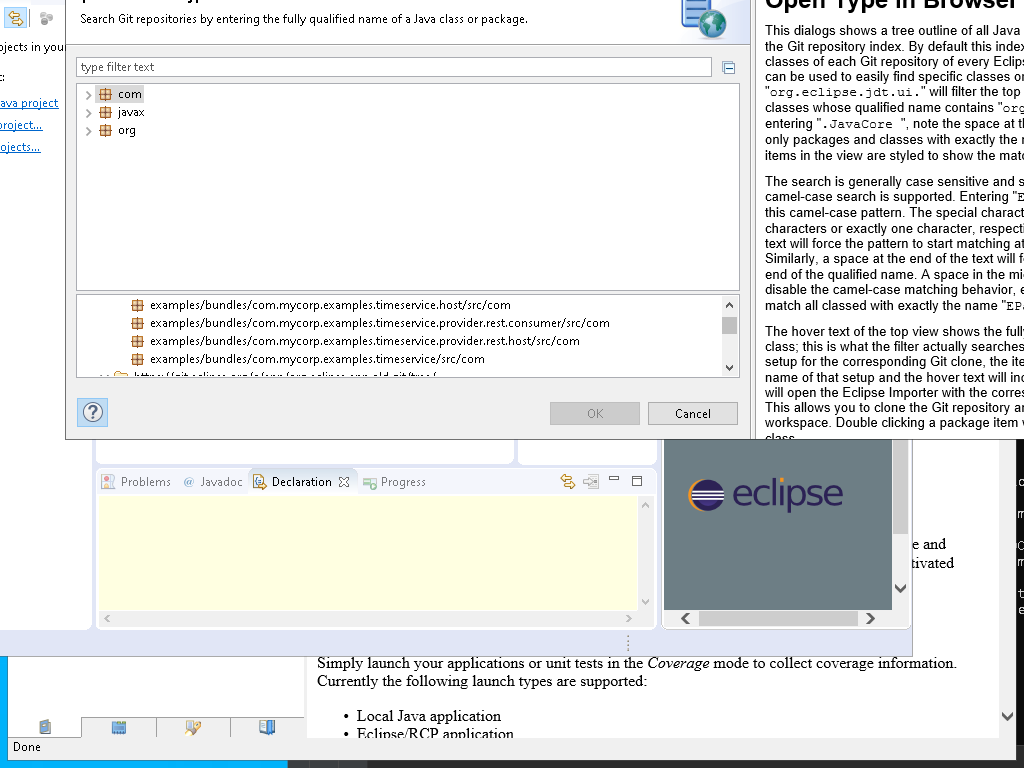 Search Git repositories by entering the fully qualified name of a Java class or package.
type filter text
com
javax
org
examples/bundles/com.mycorp.examples.timeservice.host/src/com
examples/bundles/com.mycorp.examples.timeservice.provider.rest.consumer/src/com
examples/bundles/com.mycorp.examples.timeservice.provider.rest.host/src/com
examples/bundles/com.mycorp.examples.timeservice/src/com
?
OK
Cancel
ojects in you
ava project
project...
ojects...
Open Type in Browser
This dialogs shows a tree outline of all Java
the Git repository index. By default this index
classes of each Git repository of every Eclips
can be used to easily find specific classes or
"org.eclipse.jdt.ui." will filter the top
classes whose qualified name contains "org
entering ".JavaCore ", note the space at th
only packages and classes with exactly the n
items in the view are styled to show the matc
The search is generally case sensitive and s
camel-case search is supported. Entering "E
this camel-case pattern. The special charact
characters or exactly one character, respecti
text will force the pattern to start matching at
Similarly, a space at the end of the text will f
end of the qualified name. A space in the mi
disable the camel-case matching behavior, e
match all classed with exactly the name "EPa
The hover text of the top view shows the fully
class; this is what the filter actually searches
setup for the corresponding Git clone, the ite
name of that setup and the hover text will inc
will open the Eclipse Importer with the corres
This allows you to clone the Git repository an
workspace. Double clicking a package item w
class.
Problems
@ Javadoc
Declaration
Progress
eclipse
e and
tivated
Simply launch your applications or unit tests in the Coverage mode to collect coverage information.
Currently the following launch types are supported:
• Local Java application
• Eclipse/RCP application
Done